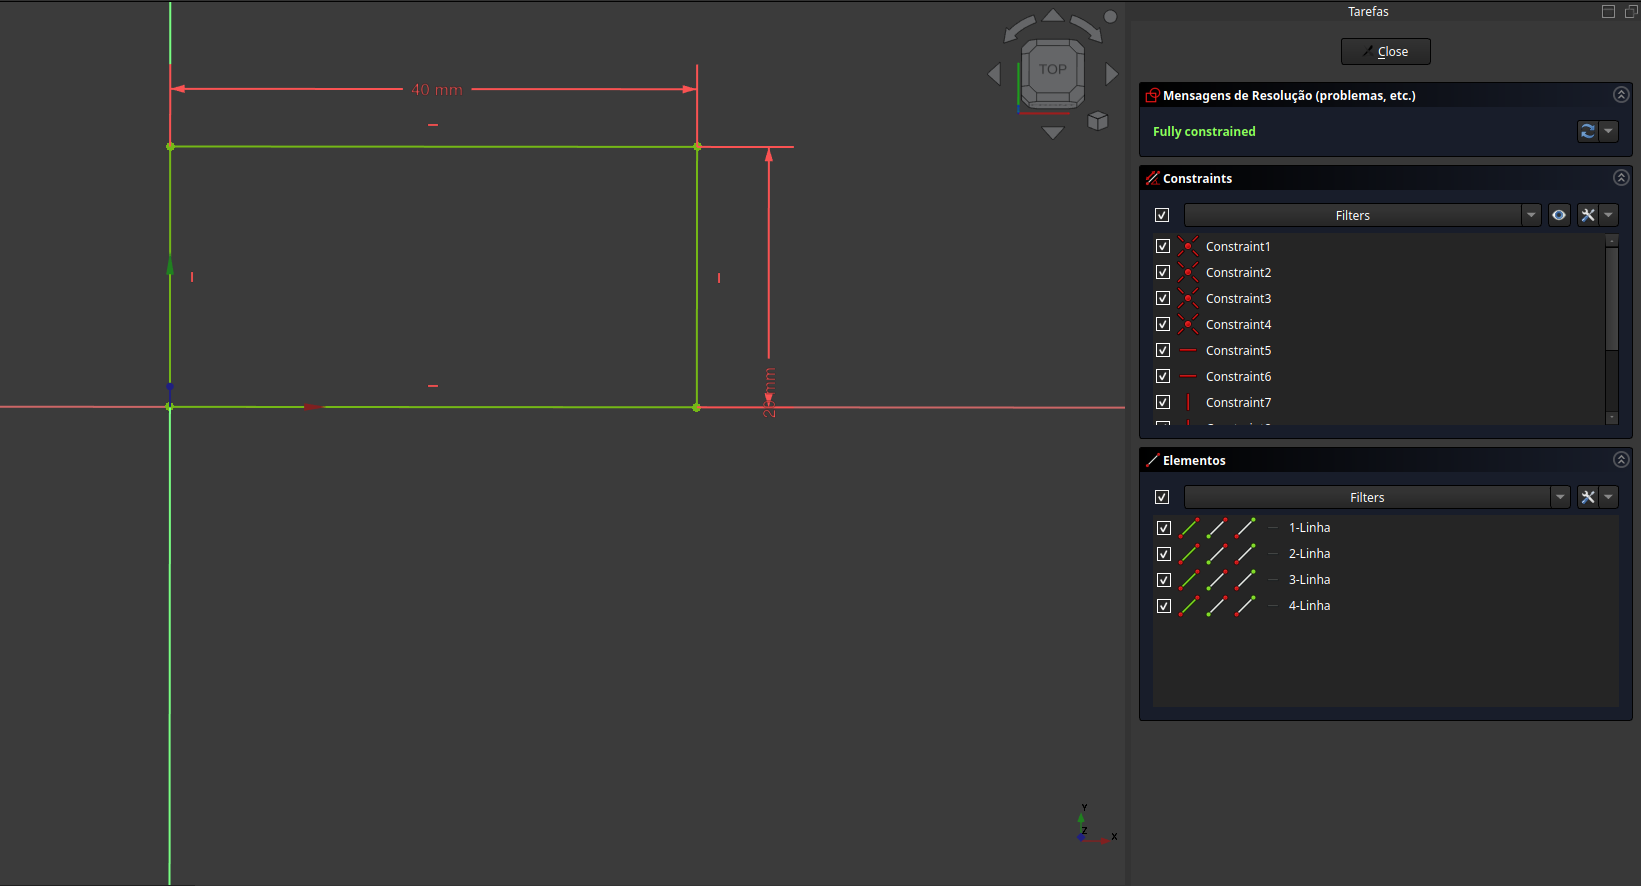 Tarefas
Close
TOP
40 mm
mm
Mensagens de Resolução (problemas, etc.)
Fully constrained
Constraints
Filters
Constraint1
Constraint2
Constraint3
Constraint4
Constraint5
Constraint6
Constraint7
Elementos
Filters
1-Linha
2-Linha
3-Linha
4-Linha
Y
Z
X